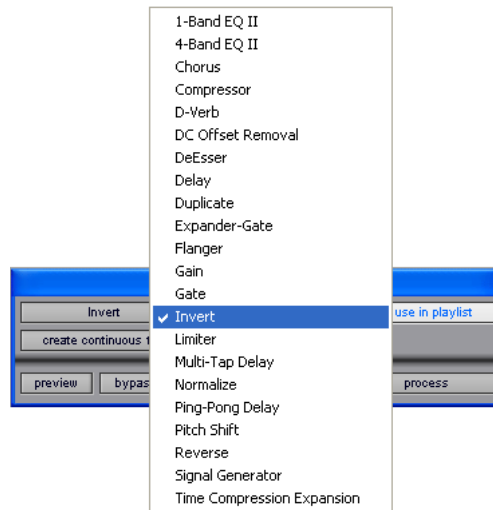 1-Band EQ II
4-Band EQ II
Chorus
Compressor
D-Verb
DC Offset Removal
DeEsser
Delay
Duplicate
Expander-Gate
Flanger
Gain
Gate
Invert
Invert
use in playlist
Limiter
create continuous
Multi-Tap Delay
Normalize
preview
bypas
process
Ping-Pong Delay
Pitch Shift
Reverse
Signal Generator
Time Compression Expansion